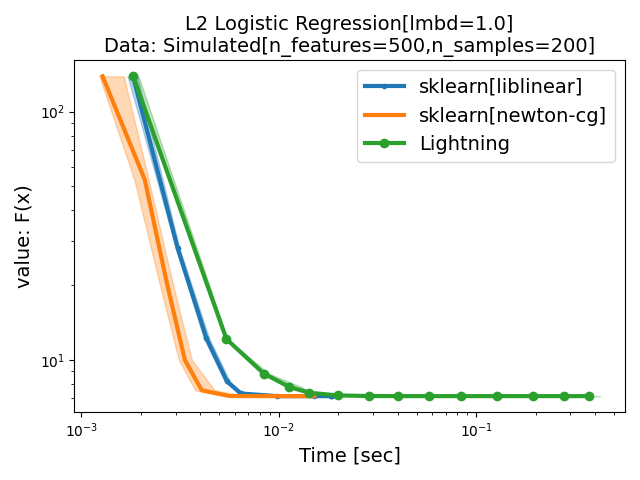 L2 Logistic Regression[lmbd=1.0]
Data: Simulated[n_features=500,n_samples=200]
sklearn[liblinear]
sklearn[newton-cg]
Lightning
value: F(x)
10²
10¹
10⁻³
10⁻²
10⁻¹
Time [sec]